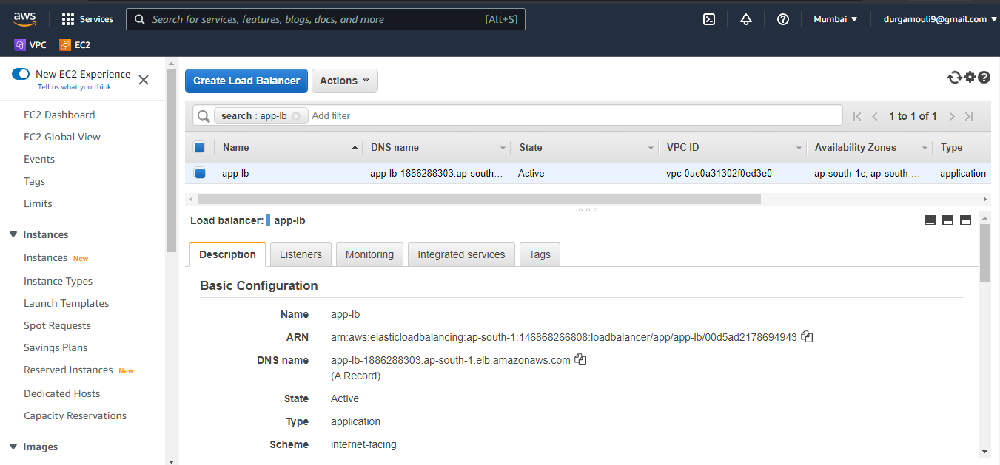 aws
Services
Search for services, features, blogs, docs, and more [Alt+S]
Mumbai
durgamouli9@gmail.com
VPC
EC2
New EC2 Experience
Tell us what you think
EC2 Dashboard
EC2 Global View
Events
Tags
Limits
Instances
Instances New
Instance Types
Launch Templates
Spot Requests
Savings Plans
Reserved Instances New
Dedicated Hosts
Capacity Reservations
Images
Create Load Balancer Actions
search : app-lb Add filter
1 to 1 of 1
Name DNS name State VPC ID Availability Zones Type
app-lb app-lb-1886288303.ap-south... Active vpc-0ac0a31302f0ed3e0 ap-south-1c, ap-south-... application
Load balancer: app-lb
Description Listeners Monitoring Integrated services Tags
Basic Configuration
Name app-lb
ARN arn:aws:elasticloadbalancing:ap-south-1:146868266808:loadbalancer/app/app-lb/00d5ad2178694943
DNS name app-lb-1886288303.ap-south-1.elb.amazonaws.com
(A Record)
State Active
Type application
Scheme internet-facing